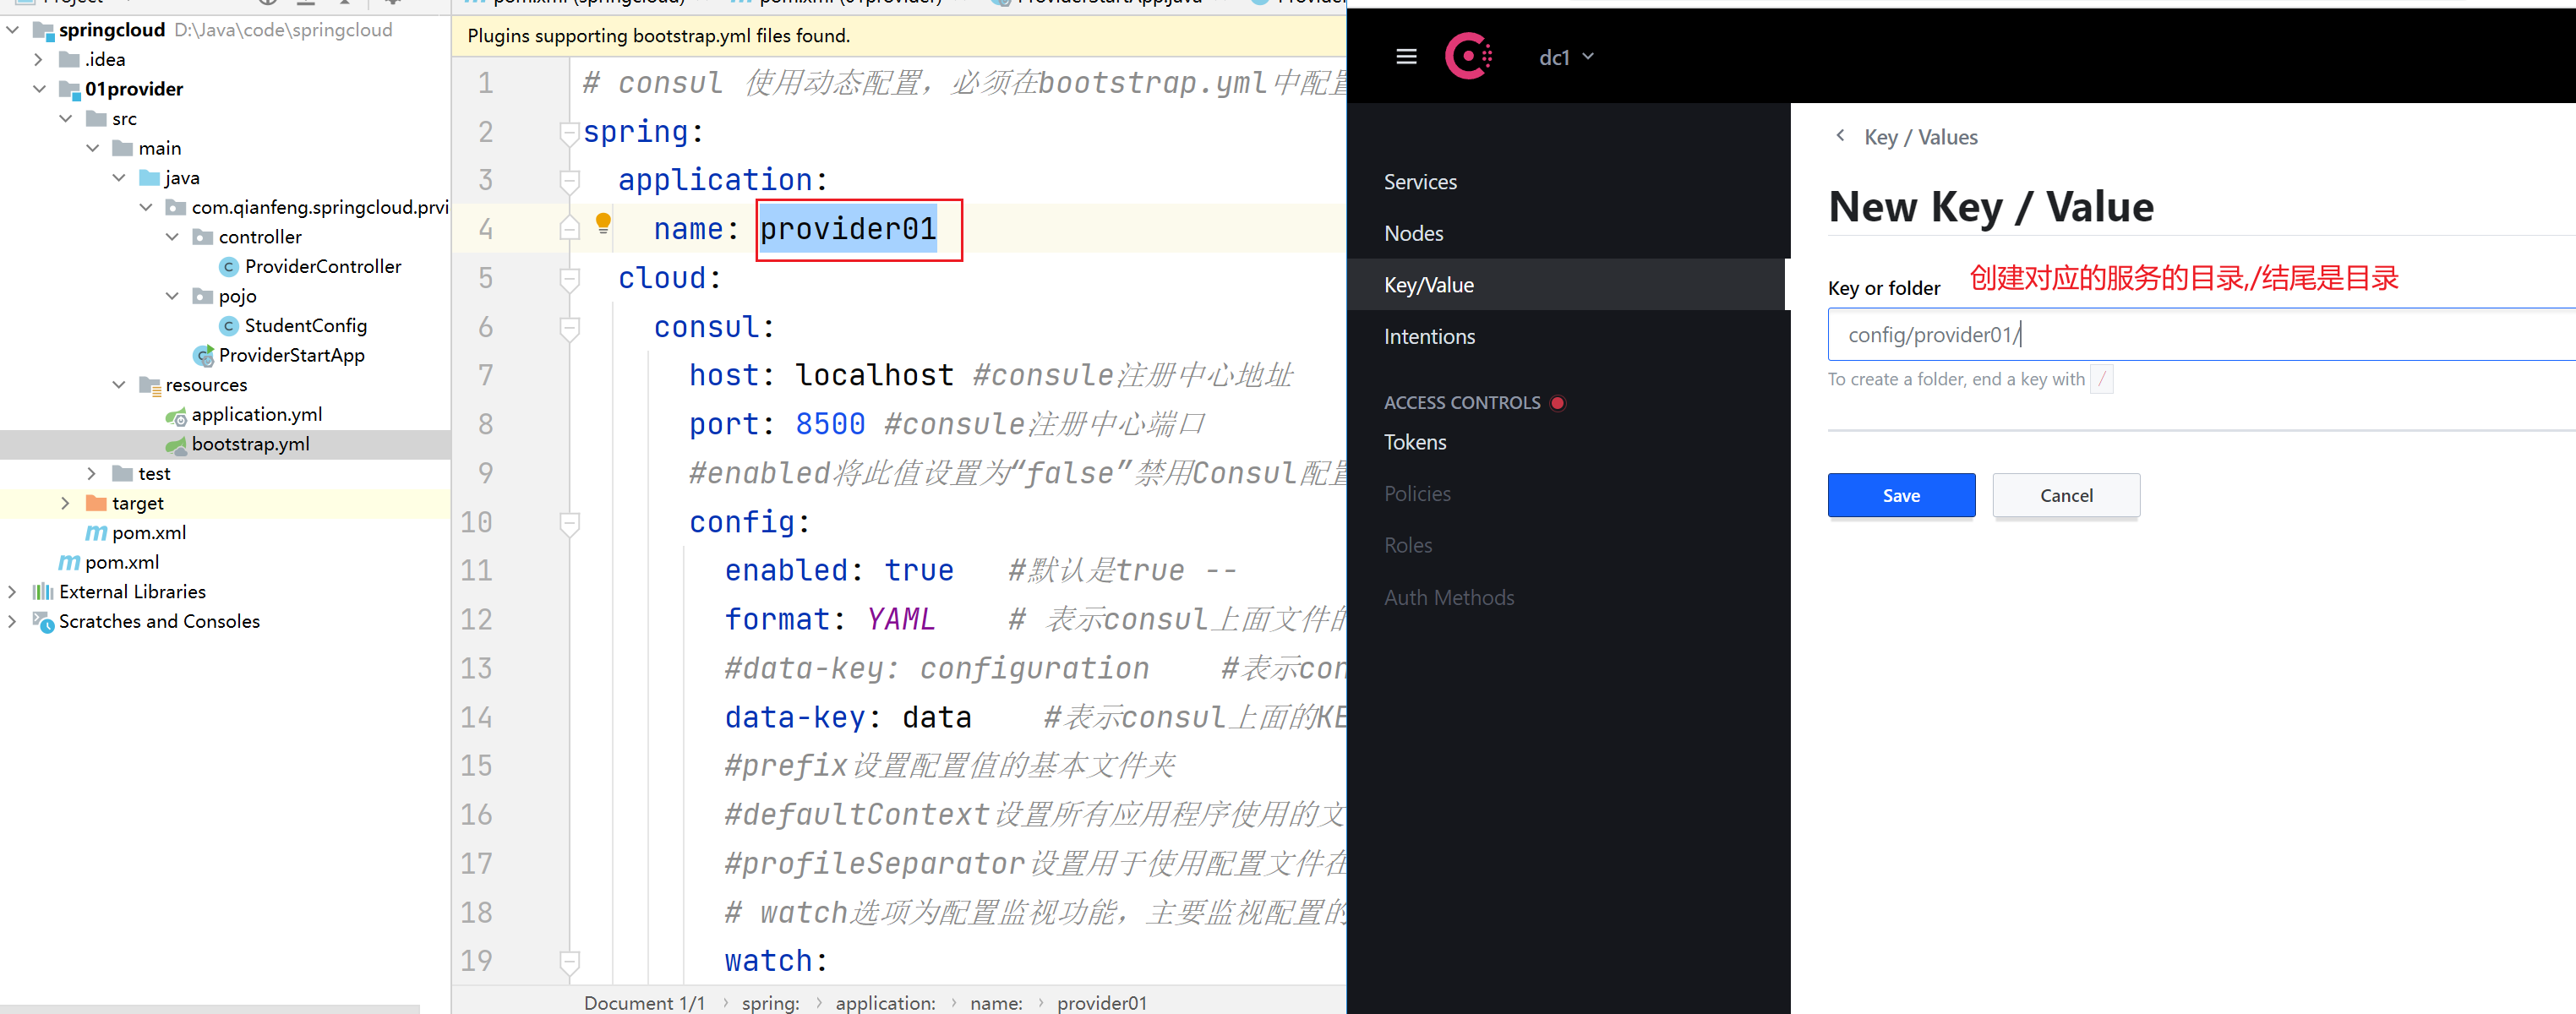 springcloud D:\Java\code\springcloud
.idea
01provider
src
main
java
com.qianfeng.springcloud.prvi
controller
ProviderController
pojo
StudentConfig
ProviderStartApp
resources
application.yml
bootstrap.yml
test
target
pom.xml
pom.xml
External Libraries
Scratches and Consoles
Plugins supporting bootstrap.yml files found.
1 # consul 使用动态配置，必须在bootstrap.yml中配置
2 spring:
3 application:
4 name: provider01
5 cloud:
6 consul:
7 host: localhost #consule注册中心地址
8 port: 8500 #consule注册中心端口
9 #enabled将此值设置为“false”禁用Consul配置
10 config:
11 enabled: true #默认是true --
12 format: YAML # 表示consul上面文件的
13 #data-key: configuration #表示con
14 data-key: data #表示consul上面的KE
15 #prefix设置配置值的基本文件夹
16 #defaultContext设置所有应用程序使用的文
17 #profileSeparator设置用于使用配置文件在
18 # watch选项为配置监视功能，主要监视配置的
19 watch:
Document 1/1 › spring: › application: › name: › provider01
dc1
Services
Nodes
Key/Value
Intentions
ACCESS CONTROLS
Tokens
Policies
Roles
Auth Methods
Key / Values
New Key / Value
Key or folder 创建对应的服务的目录,/结尾是目录
config/provider01/
To create a folder, end a key with /
Save Cancel